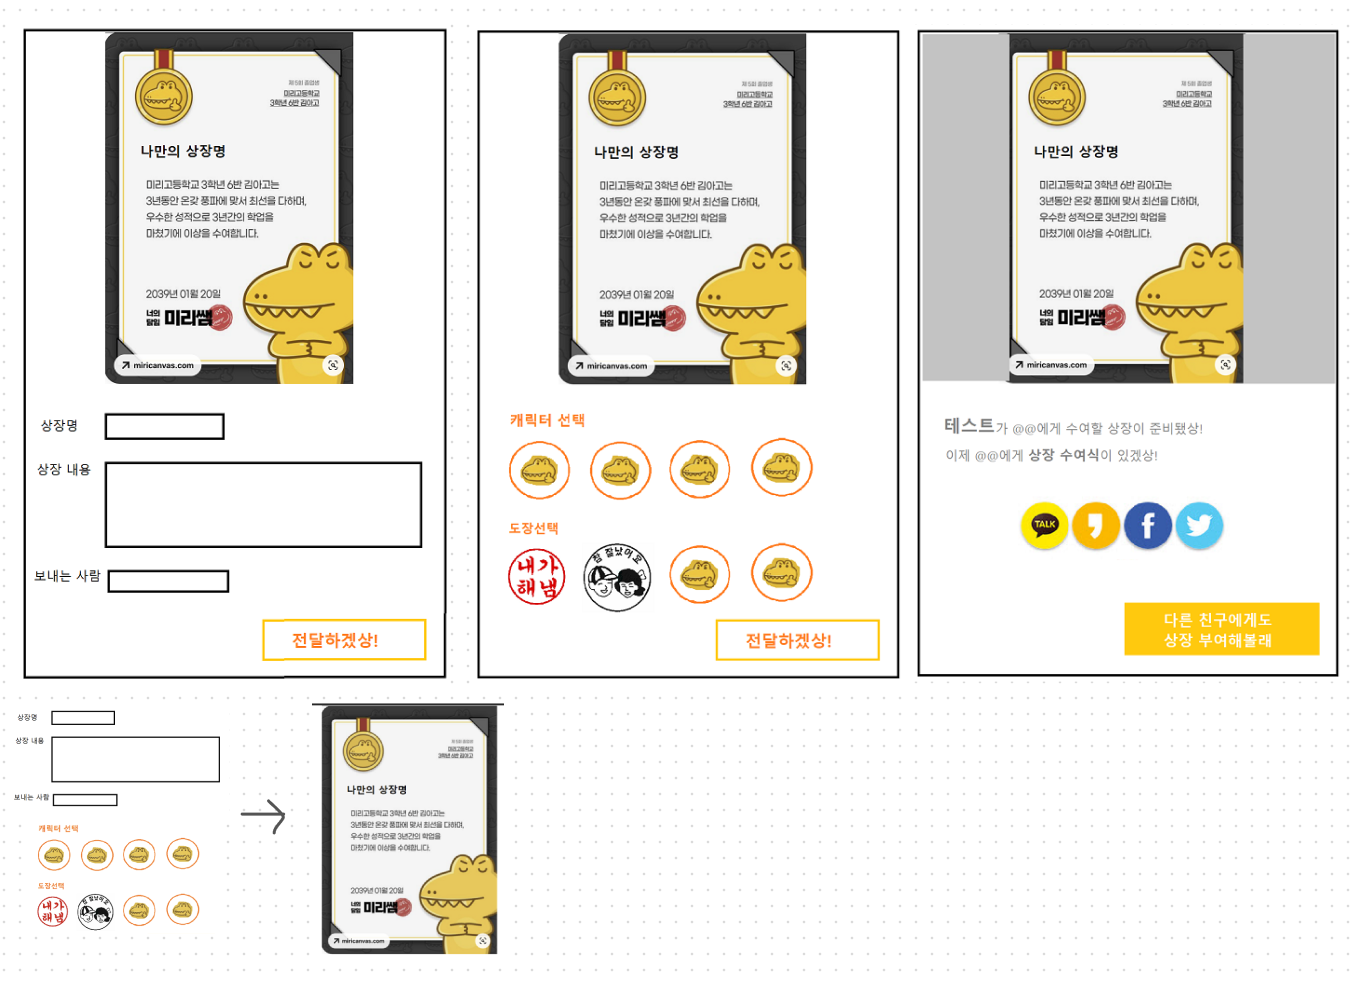 제 5회 졸업생
미리고등학교
3학년 6반 김아고
나만의 상장명
미리고등학교 3학년 6반 김아고는
3년동안 온갖 풍파에 맞서 최선을 다하며,
우수한 성적으로 3년간의 학업을
마쳤기에 이상을 수여합니다.
2039년 01월 20일
너의
담임 미리쌤
miricanvas.com
상장명
상장 내용
보내는 사람
전달하겠상!
제 5회 졸업생
미리고등학교
3학년 6반 김아고
나만의 상장명
미리고등학교 3학년 6반 김아고는
3년동안 온갖 풍파에 맞서 최선을 다하며,
우수한 성적으로 3년간의 학업을
마쳤기에 이상을 수여합니다.
2039년 01월 20일
너의
담임 미리쌤
miricanvas.com
캐릭터 선택
도장선택
내가
해냄
참 잘났어요
전달하겠상!
제 5회 졸업생
미리고등학교
3학년 6반 김아고
나만의 상장명
미리고등학교 3학년 6반 김아고는
3년동안 온갖 풍파에 맞서 최선을 다하며,
우수한 성적으로 3년간의 학업을
마쳤기에 이상을 수여합니다.
2039년 01월 20일
너의
담임 미리쌤
miricanvas.com
테스트가 @@에게 수여할 상장이 준비됐상!
이제 @@에게 상장 수여식이 있겠상!
TALK
다른 친구에게도
상장 부여해볼래
상장명
상장 내용
보내는 사람
캐릭터 선택
도장선택
내가
해냄
참 잘났어요
제 5회 졸업생
미리고등학교
3학년 6반 김아고
나만의 상장명
미리고등학교 3학년 6반 김아고는
3년동안 온갖 풍파에 맞서 최선을 다하며,
우수한 성적으로 3년간의 학업을
마쳤기에 이상을 수여합니다.
2039년 01월 20일
너의
담임 미리쌤
miricanvas.com